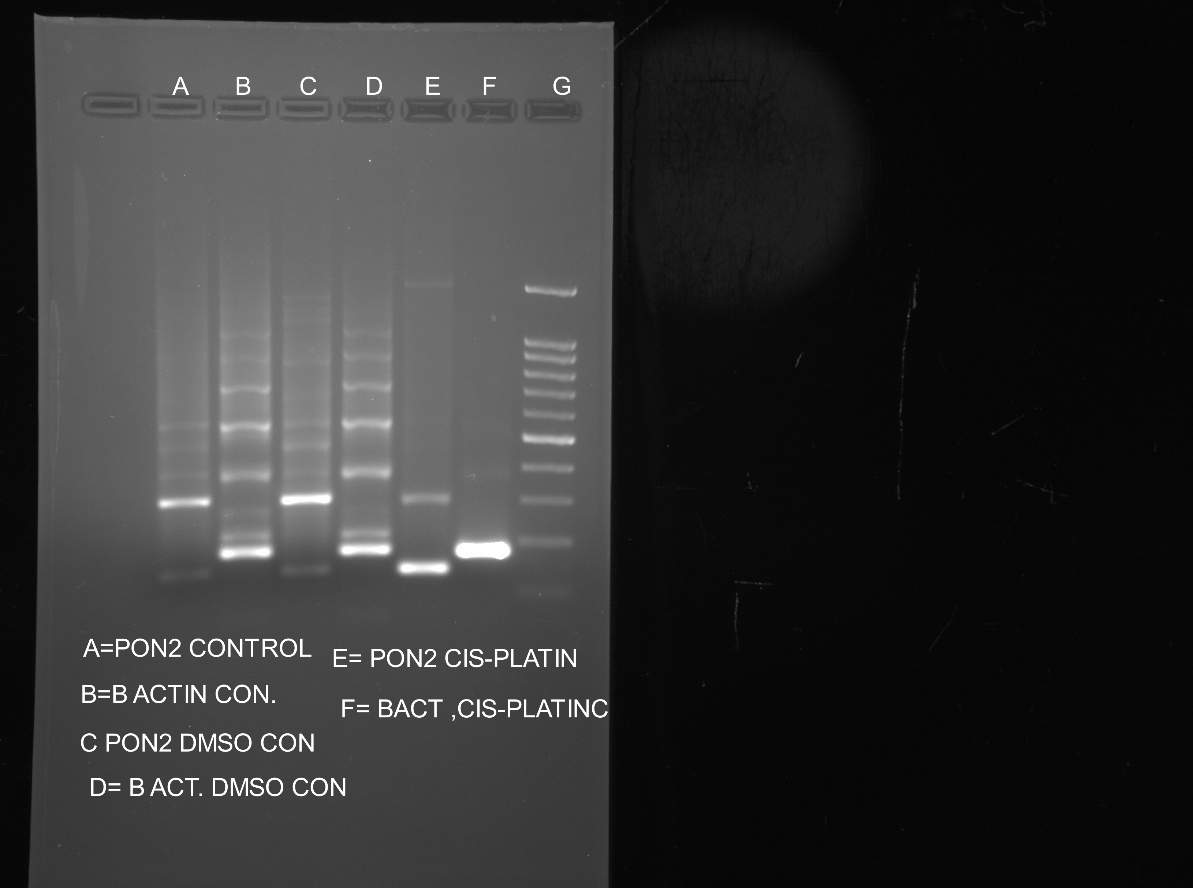 A B C D E F G
A=PON2 CONTROL
E= PON2 CIS-PLATIN
B=B ACTIN CON.
F= BACT ,CIS-PLATINC
C PON2 DMSO CON
D= B ACT. DMSO CON